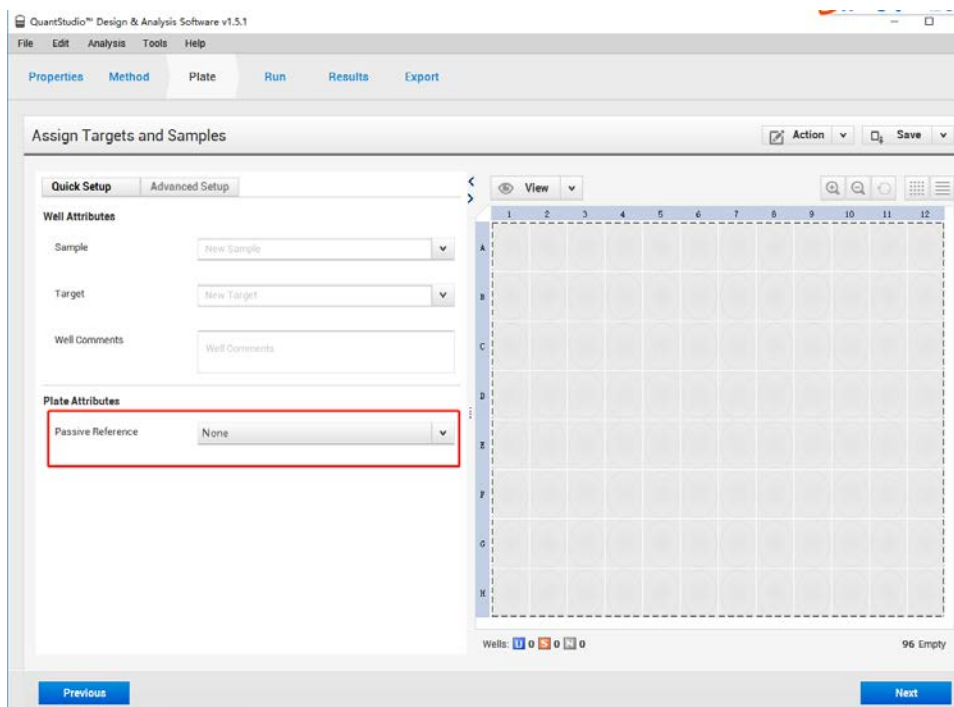 QuantStudio™ Design & Analysis Software v1.5.1
File Edit Analysis Tools Help
Properties Method Plate Run Results Export
Assign Targets and Samples
Action Save
Quick Setup Advanced Setup
View
Well Attributes
1 2 3 4 5 6 7 8 9 10 11 12
Sample New Sample
A
Target New Target
B
Well Comments Well Comments
C
Plate Attributes
D
Passive Reference None
E
F
G
H
Wells: U 0 S 0 N 0 96 Empty
Previous Next